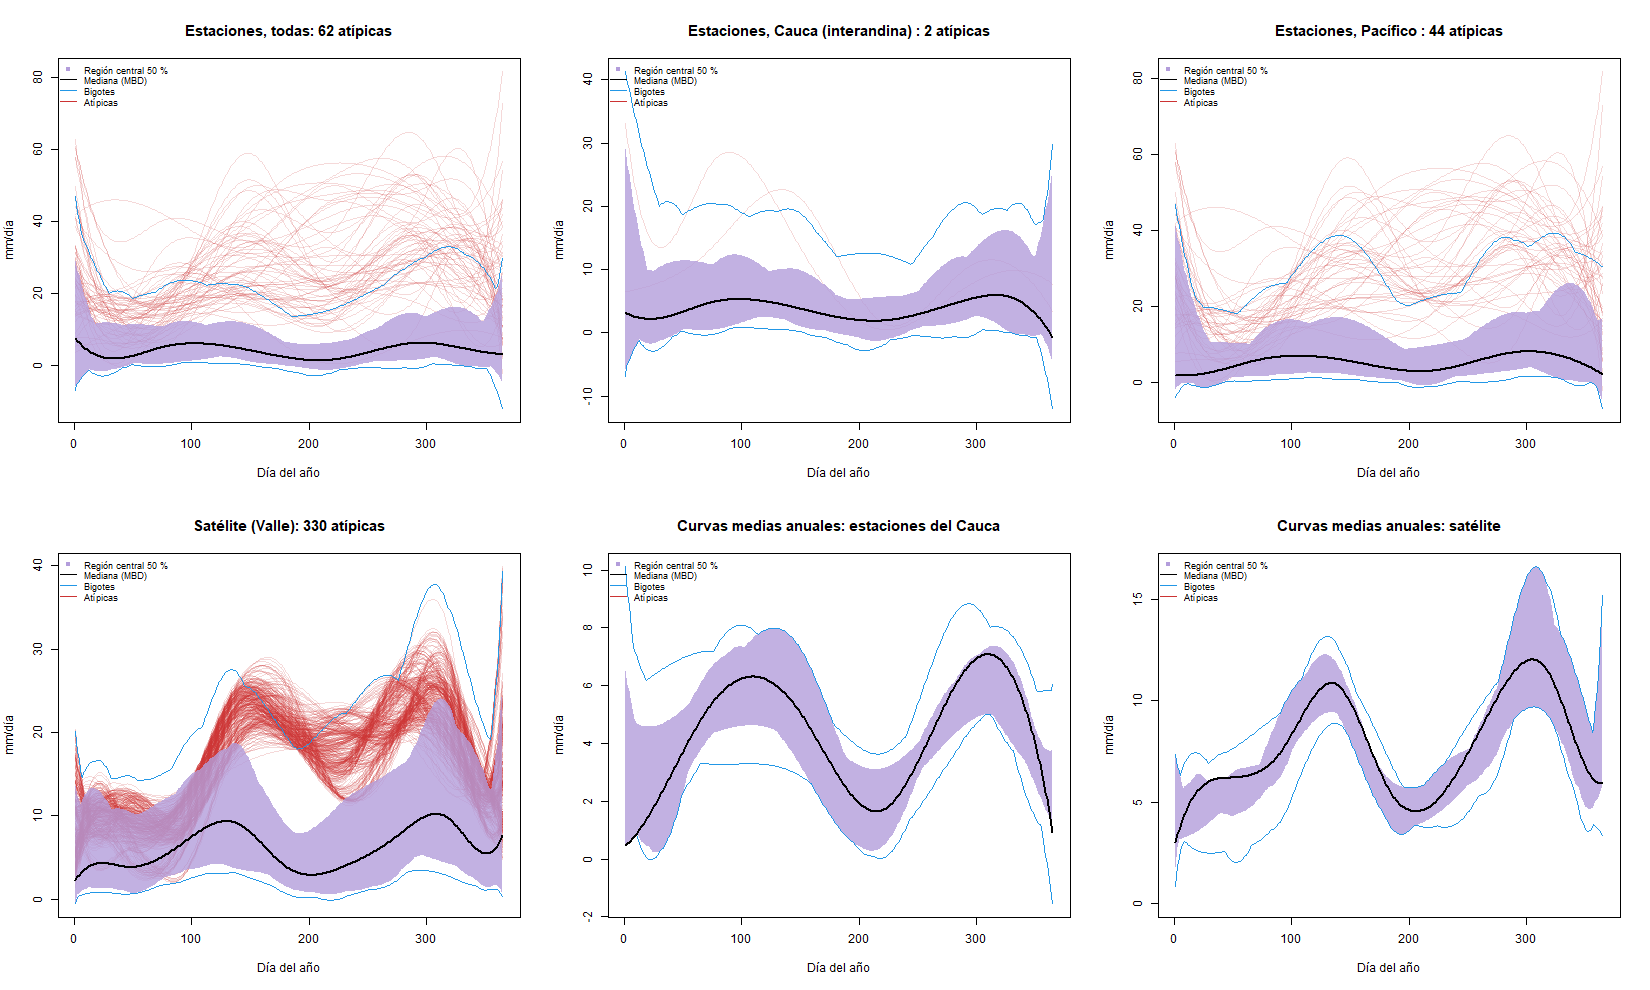 Estaciones, todas: 62 atípicas
Región central 50 %
Mediana (MBD)
Bigotes
Atípicas
mm/día
0
20
40
60
80
0
100
200
300
Día del año
Estaciones, Cauca (interandina) : 2 atípicas
Región central 50 %
Mediana (MBD)
Bigotes
Atípicas
mm/día
-10
0
10
20
30
40
0
100
200
300
Día del año
Estaciones, Pacífico : 44 atípicas
Región central 50 %
Mediana (MBD)
Bigotes
Atípicas
mm/día
0
20
40
60
80
0
100
200
300
Día del año
Satélite (Valle): 330 atípicas
Región central 50 %
Mediana (MBD)
Bigotes
Atípicas
mm/día
0
10
20
30
40
0
100
200
300
Día del año
Curvas medias anuales: estaciones del Cauca
Región central 50 %
Mediana (MBD)
Bigotes
Atípicas
mm/día
-2
0
2
4
6
8
10
0
100
200
300
Día del año
Curvas medias anuales: satélite
Región central 50 %
Mediana (MBD)
Bigotes
Atípicas
mm/día
0
5
10
15
0
100
200
300
Día del año